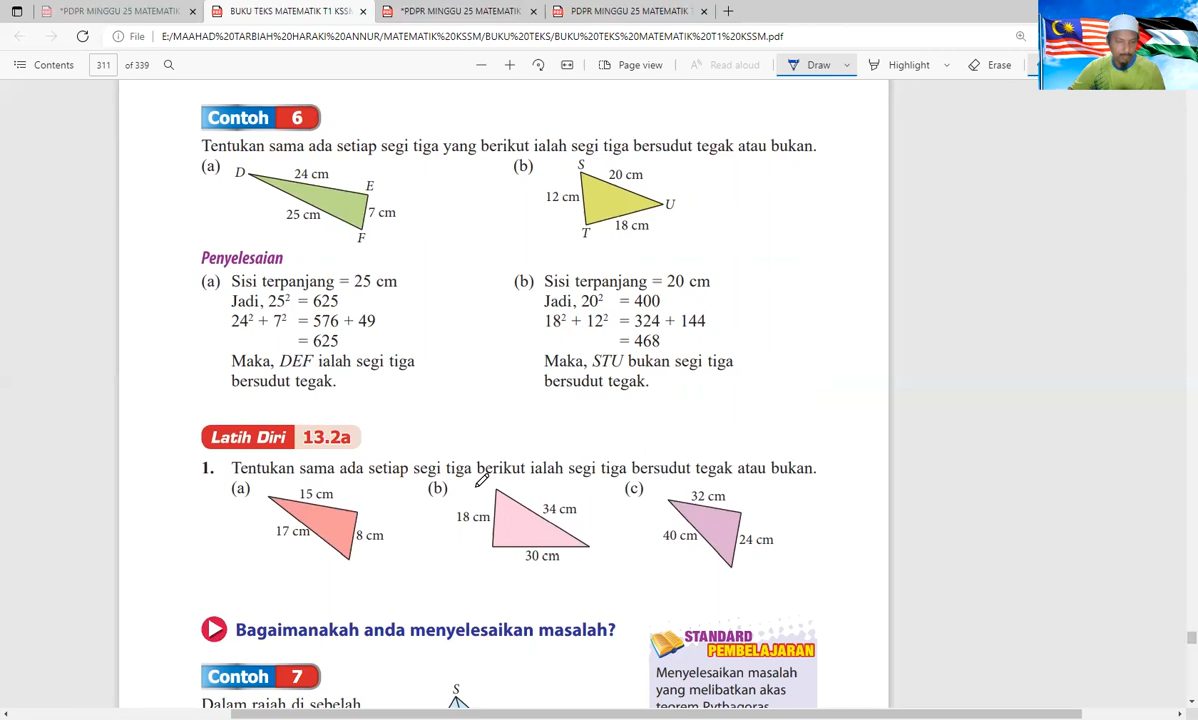 *PDPR MINGGU 25 MATEMATIK
BUKU TEKS MATEMATIK T1 KSSM
*PDPR MINGGU 25 MATEMATIK
PDPR MINGGU 25 MATEMATIK T
File
E:/MAAHAD%20TARBIAH%20HARAKI%20ANNUR/MATEMATIK%20KSSM/BUKU%20TEKS/BUKU%20TEKS%20MATEMATIK%20T1%20KSSM.pdf
Contents
311 of 339
Page view
Read aloud
Draw
Highlight
Erase
Contoh 6
Tentukan sama ada setiap segi tiga yang berikut ialah segi tiga bersudut tegak atau bukan.
(a) D 24 cm E 25 cm 7 cm F
(b) S 20 cm 12 cm U 18 cm T
Penyelesaian
(a) Sisi terpanjang = 25 cm
Jadi, 25² = 625
24² + 7² = 576 + 49
= 625
Maka, DEF ialah segi tiga
bersudut tegak.
(b) Sisi terpanjang = 20 cm
Jadi, 20² = 400
18² + 12² = 324 + 144
= 468
Maka, STU bukan segi tiga
bersudut tegak.
Latih Diri 13.2a
1. Tentukan sama ada setiap segi tiga berikut ialah segi tiga bersudut tegak atau bukan.
(a) 15 cm 17 cm 8 cm
(b) 18 cm 34 cm 30 cm
(c) 32 cm 40 cm 24 cm
Bagaimanakah anda menyelesaikan masalah?
Contoh 7
Dalam rajah di sebelah
S
STANDARD
PEMBELAJARAN
Menyelesaikan masalah
yang melibatkan akas
teorem Pythagoras